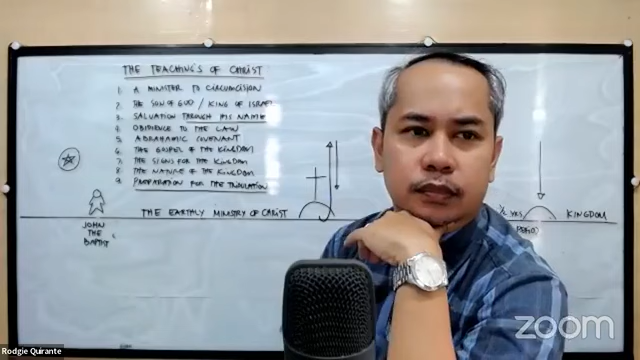 THE TEACHING'S OF CHRIST
1. A MINISTER TO CIRCUMCISION
2. THE SON OF GOD / KING OF ISRAEL
3. SALVATION THROUGH HIS NAME
4. OBEDIENCE TO THE LAW
5. ABRAHAMIC COVENANT
6. THE GOSPEL OF THE KINGDOM
7. THE SIGNS FOR THE KINGDOM
8. THE NATURE OF THE KINGDOM
9. PREPARATION FOR THE TRIBULATION
THE EARTHLY MINISTRY OF CHRIST
YRS
KINGDOM
JOHN
THE
BAPTIST
zoom
Rodgie Quirante